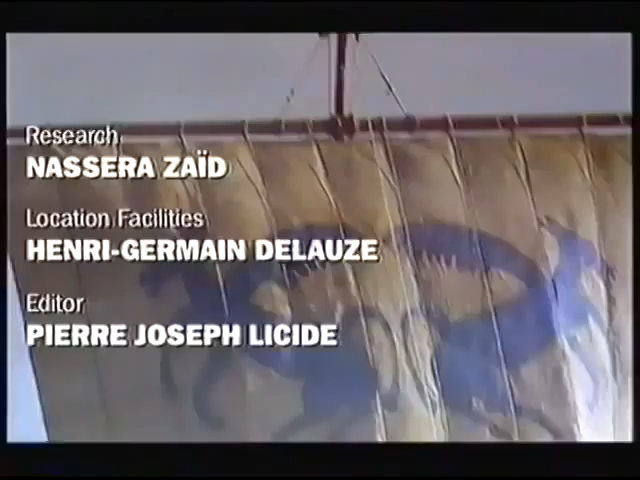 Research
NASSERA ZAÏD
Location Facilities
HENRI-GERMAIN DELAUZE
Editor
PIERRE JOSEPH LICIDE